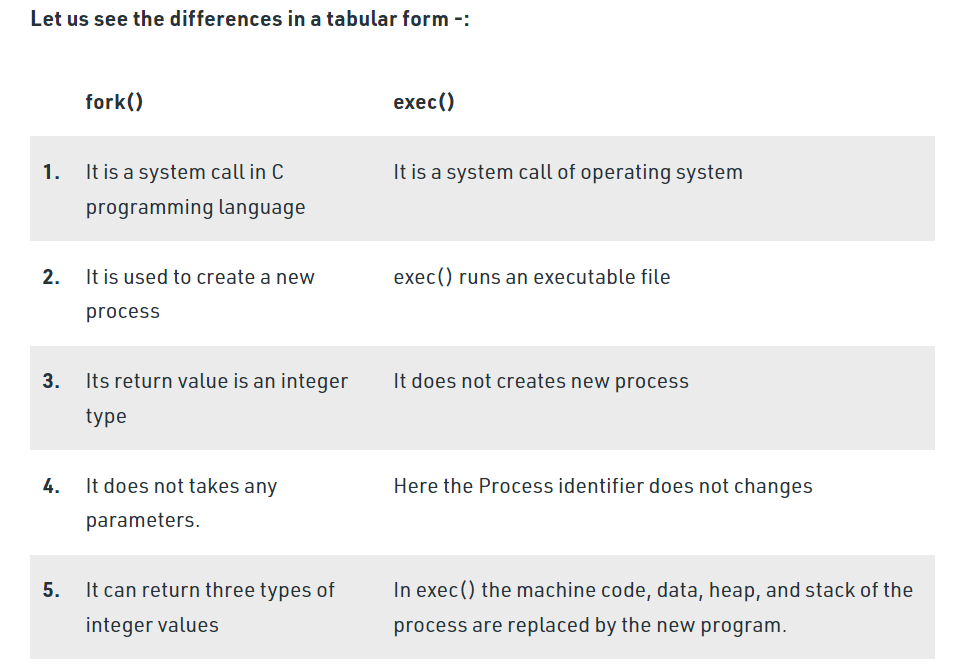 Let us see the differences in a tabular form -:
fork() exec()
1. It is a system call in C It is a system call of operating system
programming language
2. It is used to create a new exec() runs an executable file
process
3. Its return value is an integer It does not creates new process
type
4. It does not takes any Here the Process identifier does not changes
parameters.
5. It can return three types of In exec() the machine code, data, heap, and stack of the
integer values process are replaced by the new program.